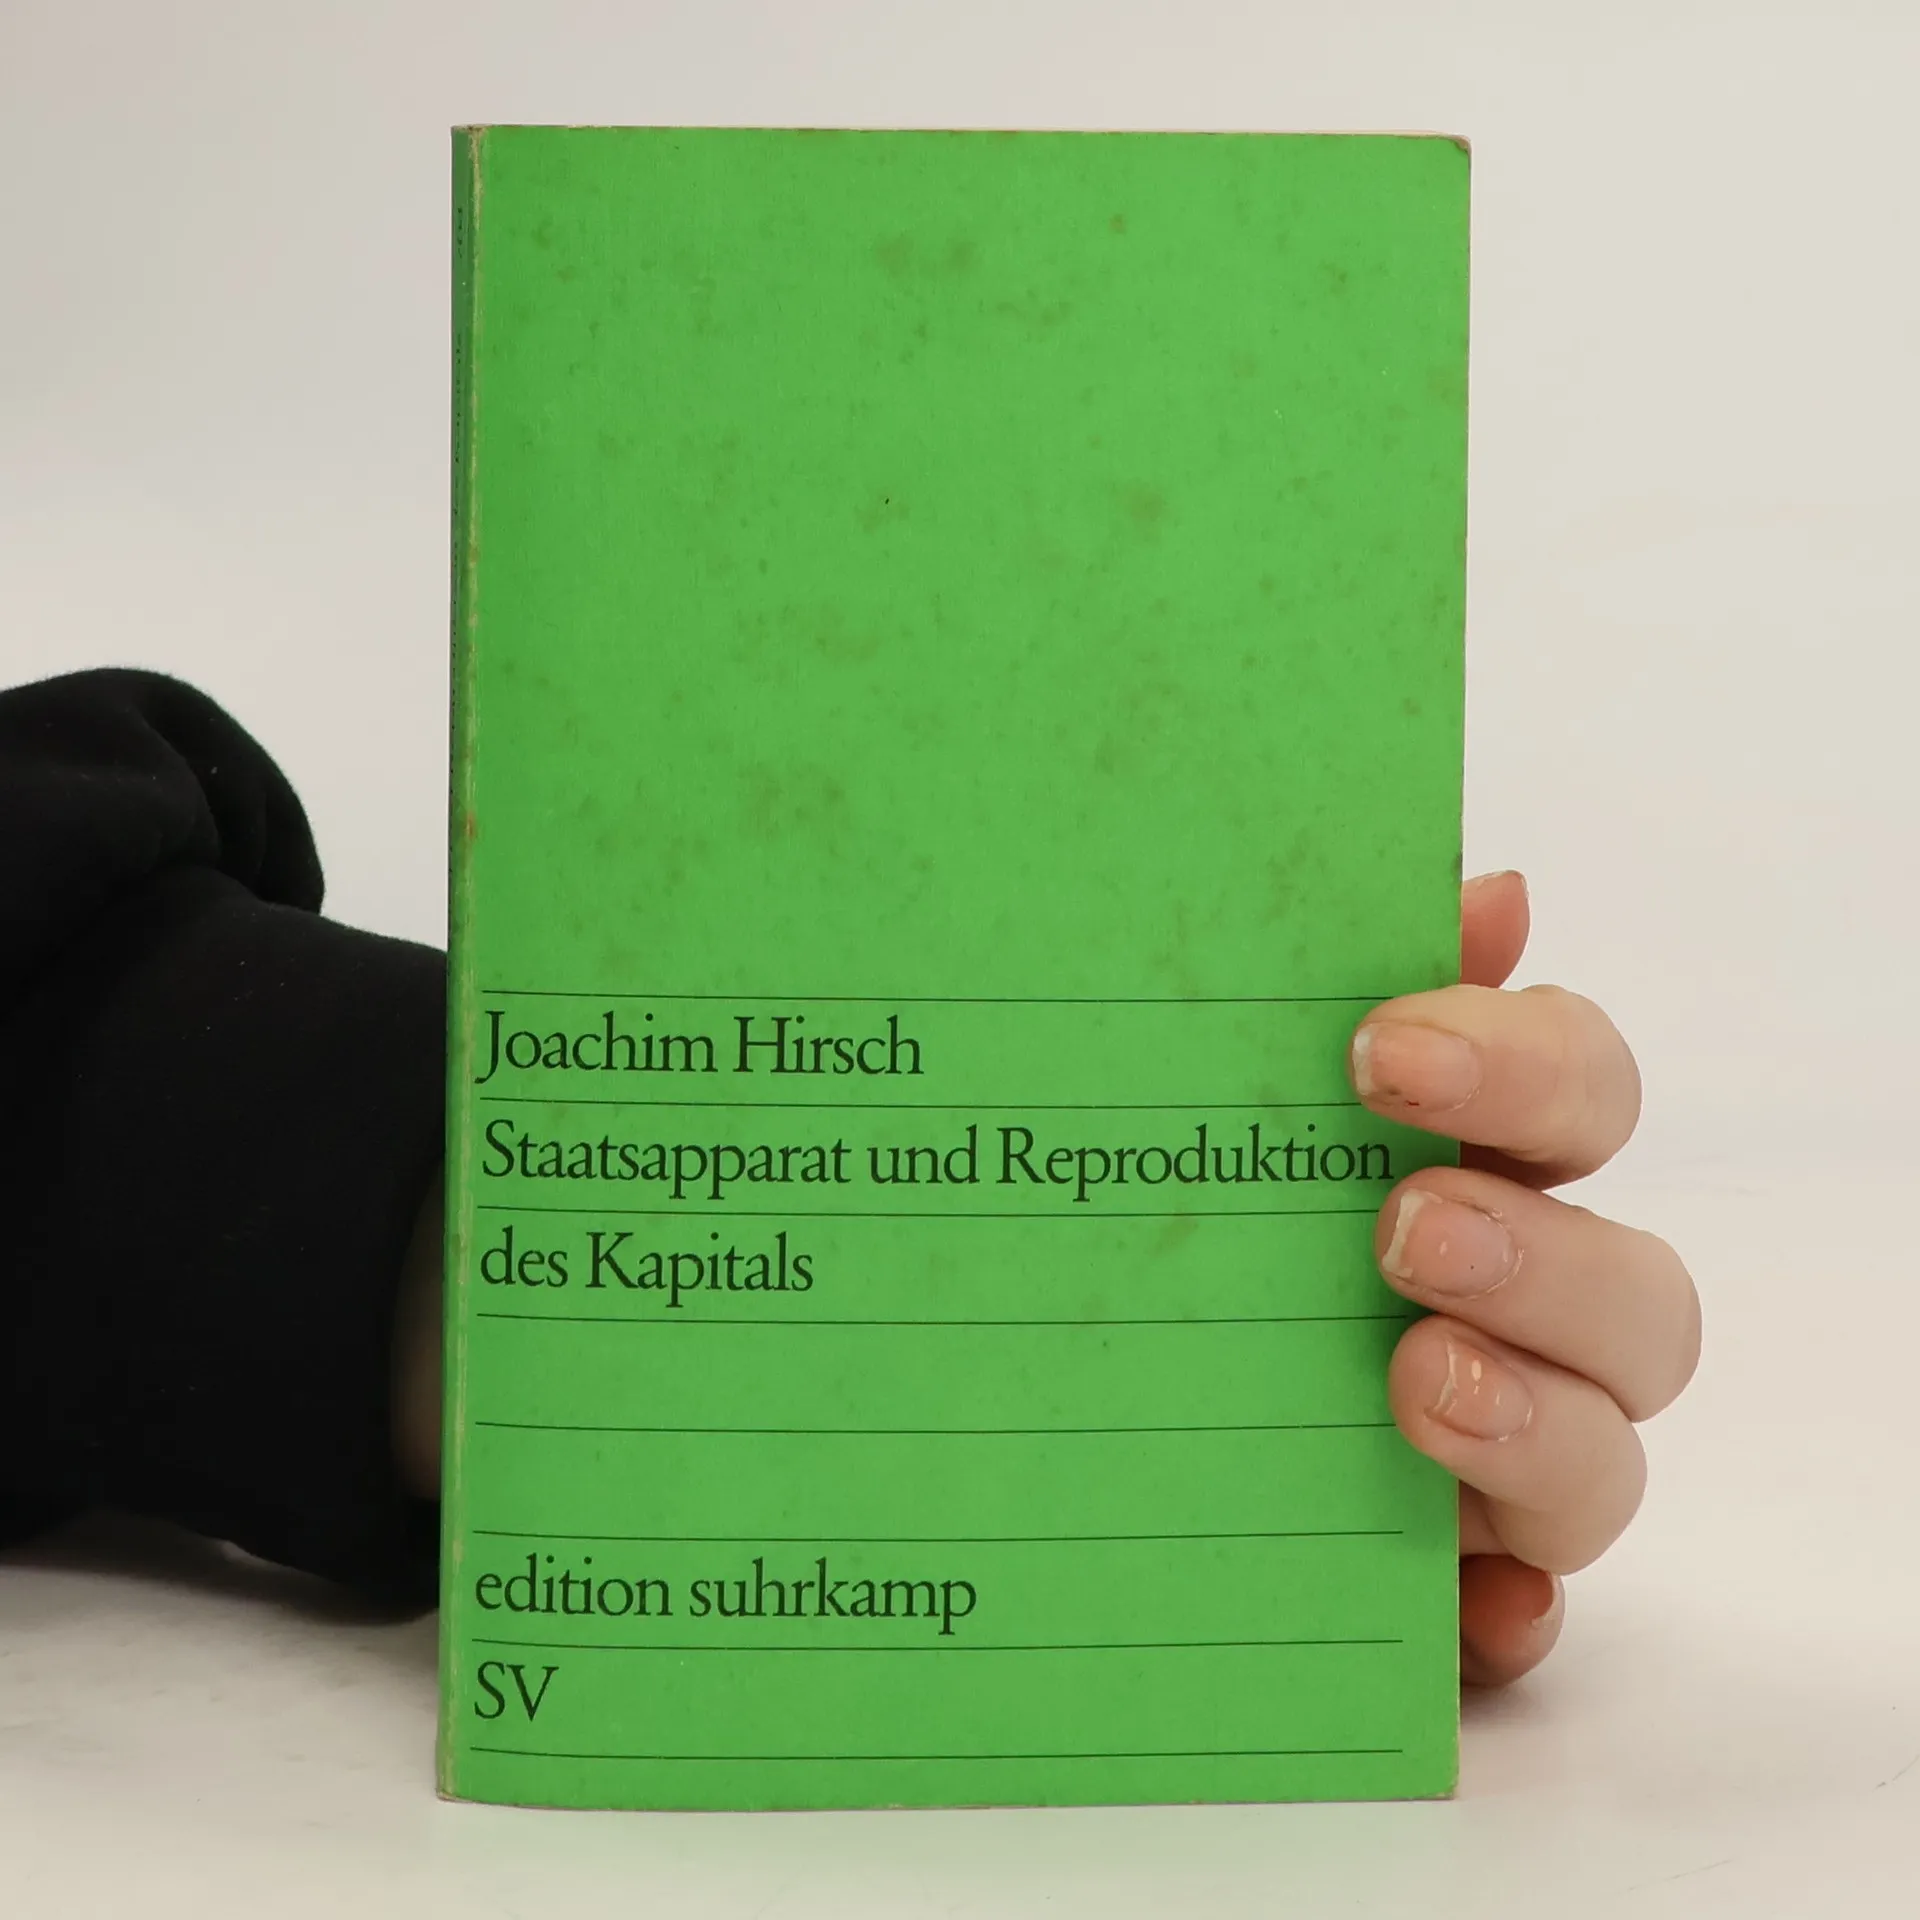 Joachim Hirsch
Staatsapparat und Reproduktion
des Kapitals
edition suhrkamp
SV